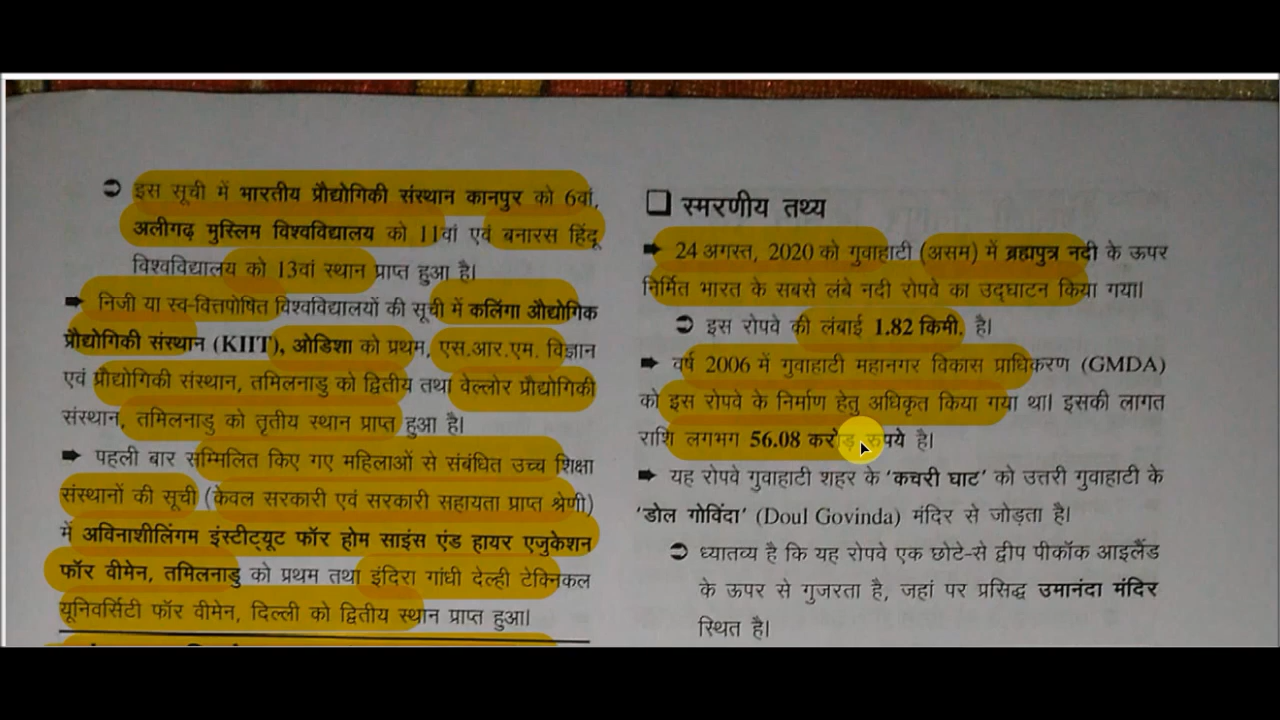 ➲ इस सूची में भारतीय प्रौद्योगिकी संस्थान कानपुर को 6वां,
अलीगढ़ मुस्लिम विश्वविद्यालय को 11वां एवं बनारस हिंदू
विश्वविद्यालय को 13वां स्थान प्राप्त हुआ है।
➡ निजी या स्व-वित्तपोषित विश्वविद्यालयों की सूची में कलिंगा औद्योगिक
प्रौद्योगिकी संस्थान (KIIT), ओडिशा को प्रथम, एस.आर.एम. विज्ञान
एवं प्रौद्योगिकी संस्थान, तमिलनाडु को द्वितीय तथा वेल्लोर प्रौद्योगिकी
संस्थान, तमिलनाडु को तृतीय स्थान प्राप्त हुआ है।
➡ पहली बार सम्मिलित किए गए महिलाओं से संबंधित उच्च शिक्षा
संस्थानों की सूची (केवल सरकारी एवं सरकारी सहायता प्राप्त श्रेणी)
में अविनाशीलिंगम इंस्टीट्यूट फॉर होम साइंस एंड हायर एजुकेशन
फॉर वीमेन, तमिलनाडु को प्रथम तथा इंदिरा गांधी देल्ही टेक्निकल
यूनिवर्सिटी फॉर वीमेन, दिल्ली को द्वितीय स्थान प्राप्त हुआ।
❑ स्मरणीय तथ्य
➡ 24 अगस्त, 2020 को गुवाहाटी (असम) में ब्रह्मपुत्र नदी के ऊपर
निर्मित भारत के सबसे लंबे नदी रोपवे का उद्घाटन किया गया।
➲ इस रोपवे की लंबाई 1.82 किमी. है।
➡ वर्ष 2006 में गुवाहाटी महानगर विकास प्राधिकरण (GMDA)
को इस रोपवे के निर्माण हेतु अधिकृत किया गया था। इसकी लागत
राशि लगभग 56.08 करोड़ रुपये है।
➡ यह रोपवे गुवाहाटी शहर के ‘कचरी घाट’ को उत्तरी गुवाहाटी के
‘डोल गोविंदा’ (Doul Govinda) मंदिर से जोड़ता है।
➲ ध्यातव्य है कि यह रोपवे एक छोटे-से द्वीप पीकॉक आइलैंड
के ऊपर से गुजरता है, जहां पर प्रसिद्ध उमानंदा मंदिर
स्थित है।